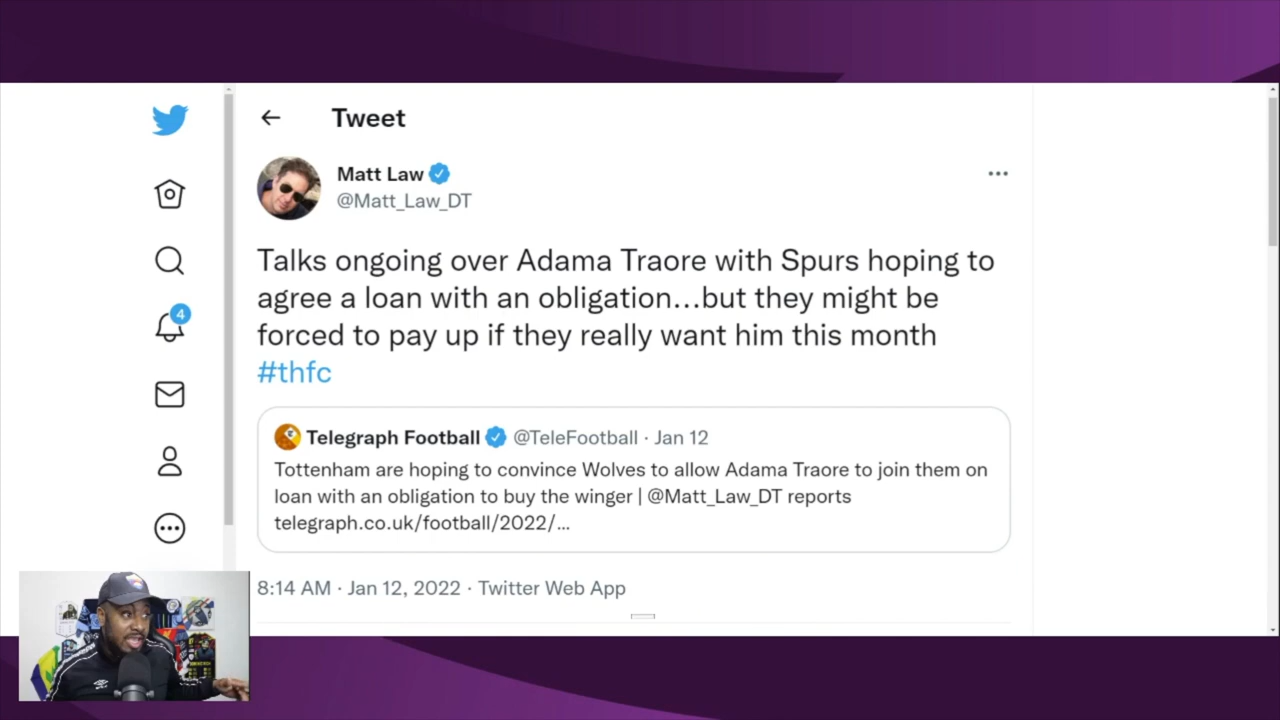 Tweet
Matt Law
@Matt_Law_DT
Talks ongoing over Adama Traore with Spurs hoping to
agree a loan with an obligation...but they might be
forced to pay up if they really want him this month
#thfc
Telegraph Football @TeleFootball · Jan 12
Tottenham are hoping to convince Wolves to allow Adama Traore to join them on
loan with an obligation to buy the winger | @Matt_Law_DT reports
telegraph.co.uk/football/2022/...
8:14 AM · Jan 12, 2022 · Twitter Web App
4